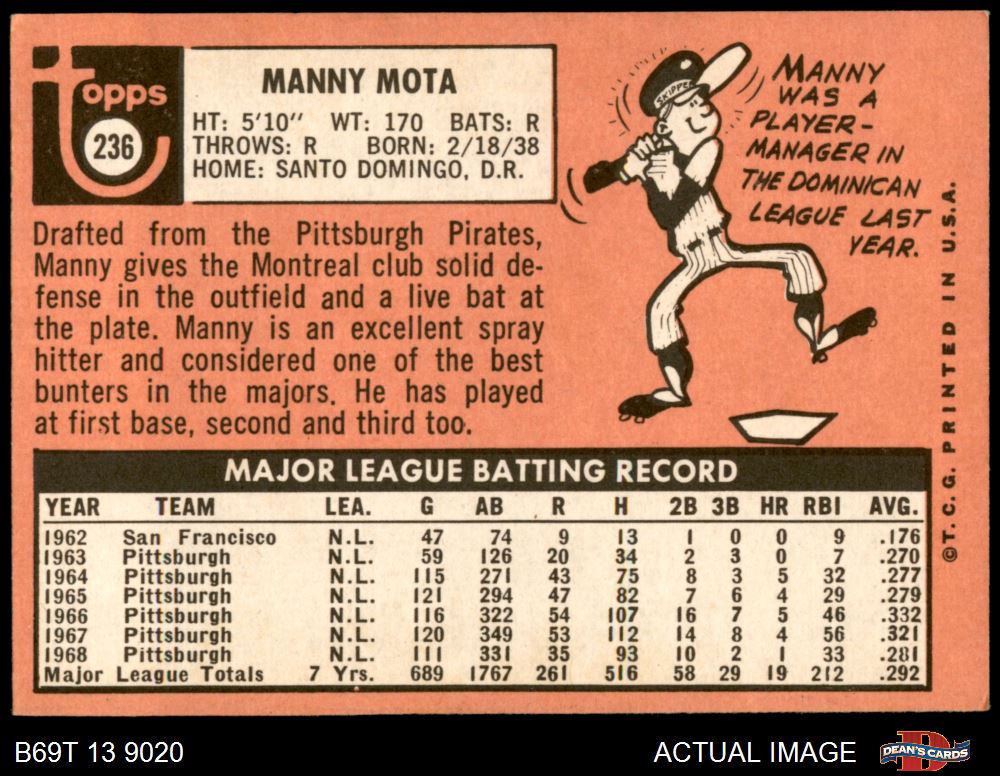 topps
236
MANNY MOTA
HT: 5'10" WT: 170 BATS: R
THROWS: R BORN: 2/18/38
HOME: SANTO DOMINGO, D.R.
SKIPPER
MANNY
WAS A
PLAYER-
MANAGER IN
THE DOMINICAN
LEAGUE LAST
YEAR.
Drafted from the Pittsburgh Pirates,
Manny gives the Montreal club solid de-
fense in the outfield and a live bat at
the plate. Manny is an excellent spray
hitter and considered one of the best
bunters in the majors. He has played
at first base, second and third too.
©T.C.G. PRINTED IN U.S.A.
MAJOR LEAGUE BATTING RECORD
YEAR TEAM LEA. G AB R H 2B 3B HR RBI AVG.
1962 San Francisco N.L. 47 74 9 13 1 0 0 9 .176
1963 Pittsburgh N.L. 59 126 20 34 2 3 0 7 .270
1964 Pittsburgh N.L. 115 271 43 75 8 3 5 32 .277
1965 Pittsburgh N.L. 121 294 47 82 7 6 4 29 .279
1966 Pittsburgh N.L. 116 322 54 107 16 7 5 46 .332
1967 Pittsburgh N.L. 120 349 53 112 14 8 4 56 .321
1968 Pittsburgh N.L. 111 331 35 93 10 2 1 33 .281
Major League Totals 7 Yrs. 689 1767 261 516 58 29 19 212 .292
B69T 13 9020
ACTUAL IMAGE
D
DEAN'S CARDS